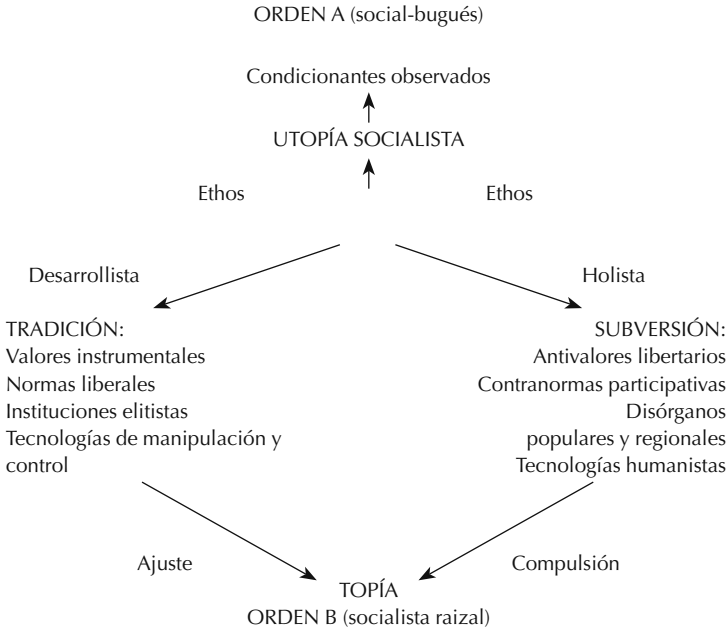 ORDEN A (social-bugués)
Condicionantes observados
UTOPÍA SOCIALISTA
Ethos
Ethos
Desarrollista
Holista
TRADICIÓN:
Valores instrumentales
Normas liberales
Instituciones elitistas
Tecnologías de manipulación y
control
SUBVERSIÓN:
Antivalores libertarios
Contranormas participativas
Disórganos
populares y regionales
Tecnologías humanistas
Ajuste
Compulsión
TOPÍA
ORDEN B (socialista raizal)